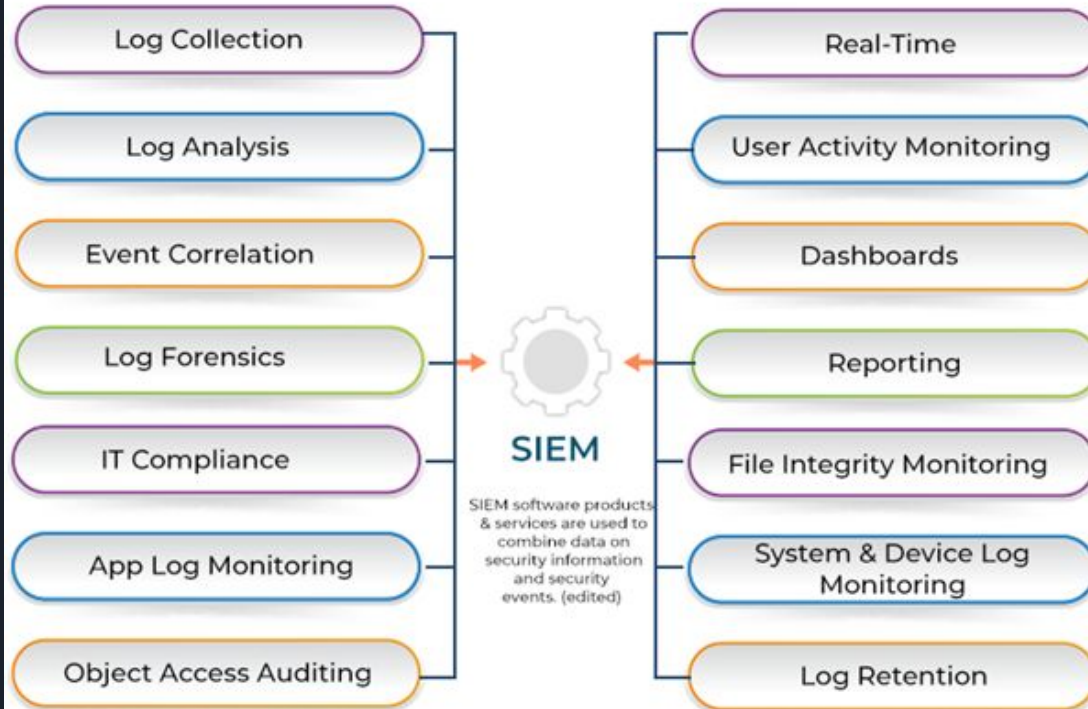 Log Collection
Log Analysis
Event Correlation
Log Forensics
IT Compliance
App Log Monitoring
Object Access Auditing
SIEM
SIEM software products
& services are used to
combine data on
security information
and security
events. (edited)
Real-Time
User Activity Monitoring
Dashboards
Reporting
File Integrity Monitoring
System & Device Log
Monitoring
Log Retention